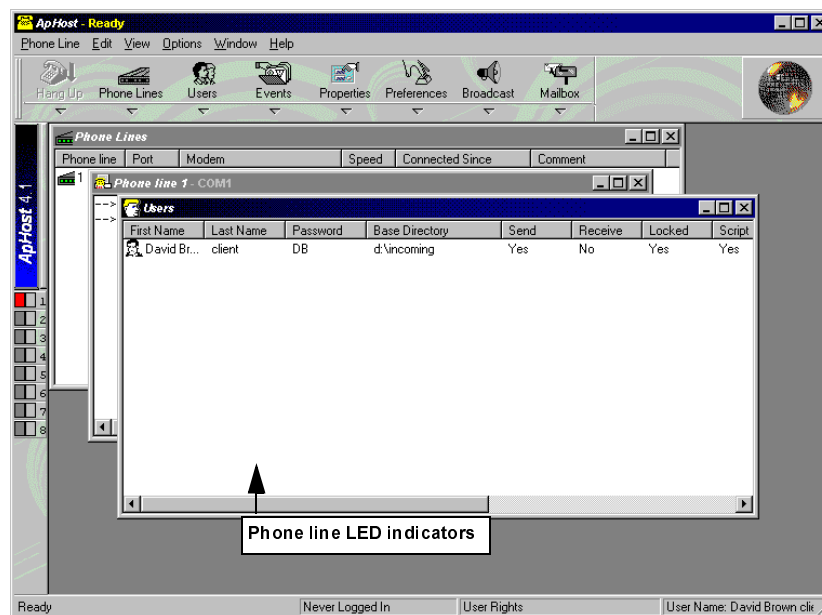 ApHost - Ready
Phone Line Edit View Options Window Help
Hang Up Phone Lines Users Events Properties Preferences Broadcast Mailbox
ApHost 4.1
Phone Lines
Phone line Port Modem Speed Connected Since Comment
1
Phone line 1 - COM1
-->
-->
Users
First Name Last Name Password Base Directory Send Receive Locked Script
David Br... client DB d:\incoming Yes No Yes Yes
1
2
3
4
5
6
7
8
Phone line LED indicators
Ready Never Logged In User Rights User Name: David Brown clie